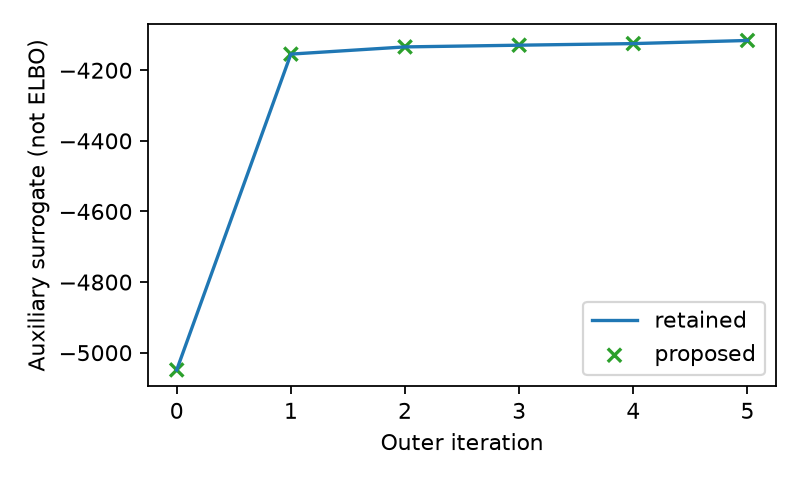 Auxiliary surrogate (not ELBO)
−4200
−4400
−4600
−4800
−5000
retained
proposed
0 1 2 3 4 5
Outer iteration